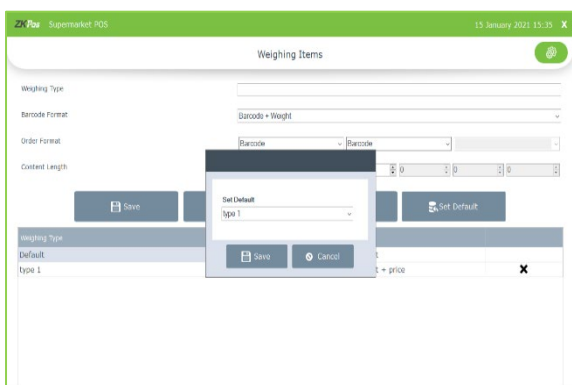 ZKPos Supermarket POS 15 January 2021 15:35 X
Weighing Items
Weighing Type
Barcode Format Barcode + Weight
Order Format Barcode Barcode
Content Length 0 0 0
Set Default
type 1
Save Set Default
Save Cancel
Weighing Type
Default t
type 1 t + price